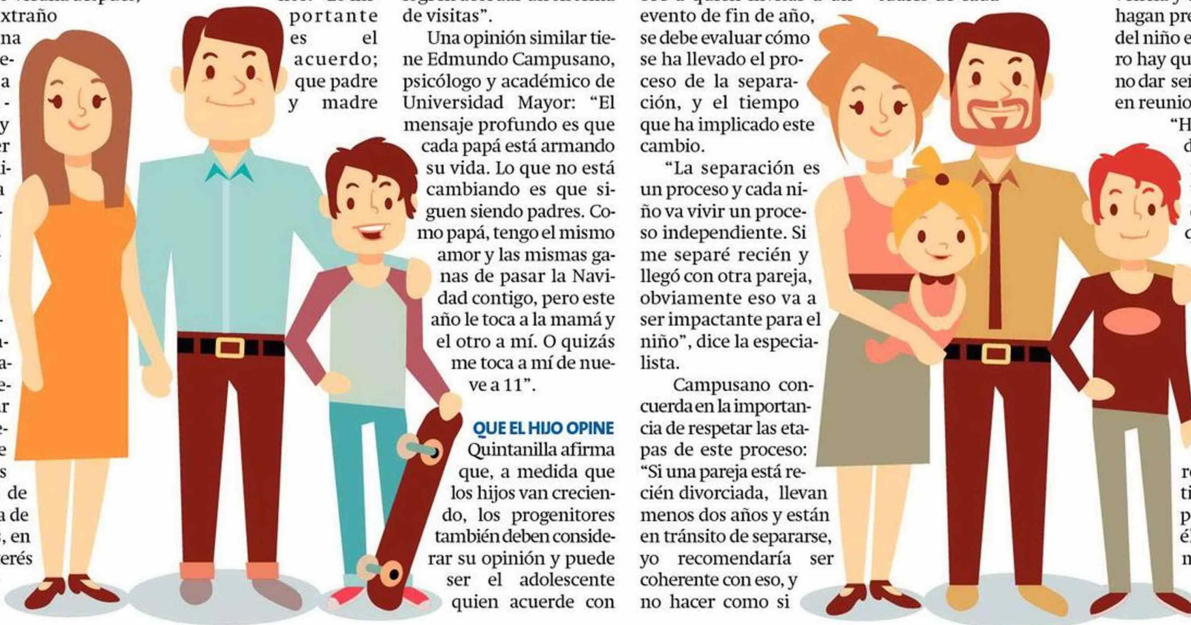 extraño
na
e-
a
-
y
er
i-
a
de
a de
, en
erés
portante
es el
acuerdo;
que padre
y madre
de visitas”.
Una opinión similar tie-
ne Edmundo Campusano,
psicólogo y académico de
Universidad Mayor: “El
mensaje profundo es que
cada papá está armando
su vida. Lo que no está
cambiando es que si-
guen siendo padres. Co-
mo papá, tengo el mismo
amor y las mismas ga-
nas de pasar la Navi-
dad contigo, pero este
año le toca a la mamá y
el otro a mí. O quizás
me toca a mí de nue-
ve a 11”.
QUE EL HIJO OPINE
Quintanilla afirma
que, a medida que
los hijos van crecien-
do, los progenitores
también deben conside-
rar su opinión y puede
ser el adolescente
quien acuerde con
evento de fin de año,
se debe evaluar cómo
se ha llevado el pro-
ceso de la separa-
ción, y el tiempo
que ha implicado este
cambio.
“La separación es
un proceso y cada ni-
ño va vivir un proce-
so independiente. Si
me separé recién y
llegó con otra pareja,
obviamente eso va a
ser impactante para el
niño”, dice la especia-
lista.
Campusano con-
cuerda en la importan-
cia de respetar las eta-
pas de este proceso:
“Si una pareja está re-
cién divorciada, llevan
menos dos años y están
en tránsito de separarse,
yo recomendaría ser
coherente con eso, y
no hacer como si
hagan pre
del niño e
ro hay qu
no dar se
en reunio
“H